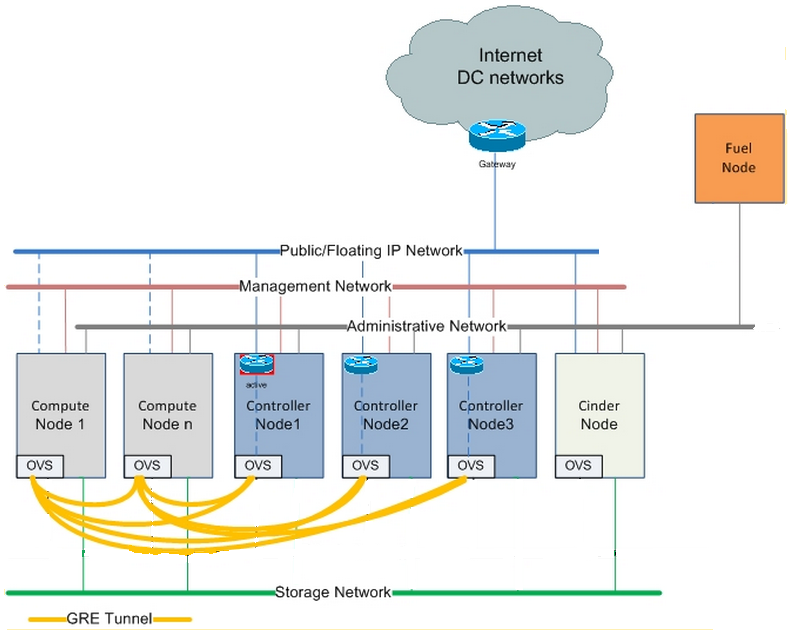 Internet
DC networks
Gateway
Fuel
Node
Public/Floating IP Network
Management Network
Administrative Network
active
Compute
Node 1
Compute
Node n
Controller
Node1
Controller
Node2
Controller
Node3
Cinder
Node
OVS
OVS
OVS
OVS
OVS
OVS
Storage Network
GRE Tunnel